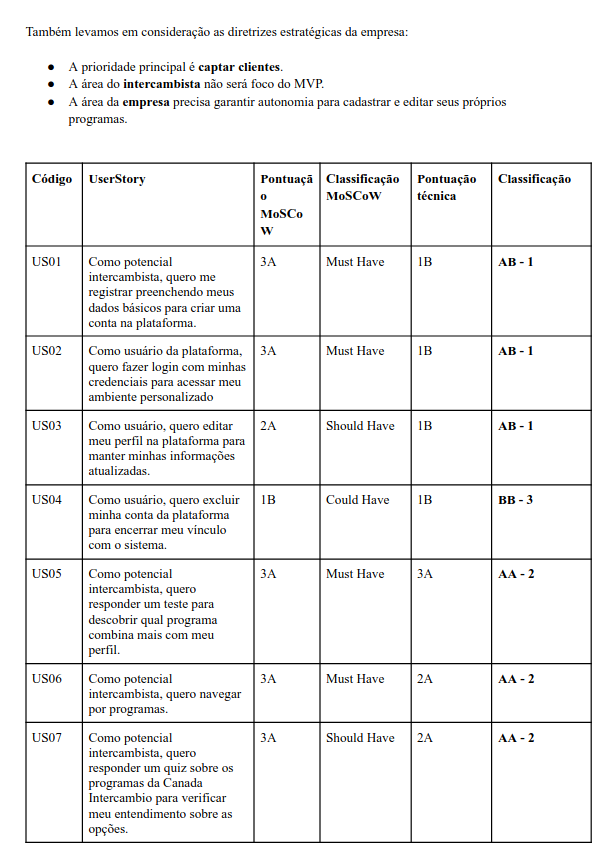 Também levamos em consideração as diretrizes estratégicas da empresa:
● A prioridade principal é captar clientes.
● A área do intercambista não será foco do MVP.
● A área da empresa precisa garantir autonomia para cadastrar e editar seus próprios
programas.
Código UserStory Pontuaçã Classificação Pontuação Classificação
o MoSCoW técnica
MoSCo
W
US01 Como potencial 3A Must Have 1B AB - 1
intercambista, quero me
registrar preenchendo meus
dados básicos para criar uma
conta na plataforma.
US02 Como usuário da plataforma, 3A Must Have 1B AB - 1
quero fazer login com minhas
credenciais para acessar meu
ambiente personalizado
US03 Como usuário, quero editar 2A Should Have 1B AB - 1
meu perfil na plataforma para
manter minhas informações
atualizadas.
US04 Como usuário, quero excluir 1B Could Have 1B BB - 3
minha conta da plataforma
para encerrar meu vínculo
com o sistema.
US05 Como potencial 3A Must Have 3A AA - 2
intercambista, quero
responder um teste para
descobrir qual programa
combina mais com meu
perfil.
US06 Como potencial 3A Must Have 2A AA - 2
intercambista, quero navegar
por programas.
US07 Como potencial 3A Should Have 2A AA - 2
intercambista, quero
responder um quiz sobre os
programas da Canada
Intercambio para verificar
meu entendimento sobre as
opções.